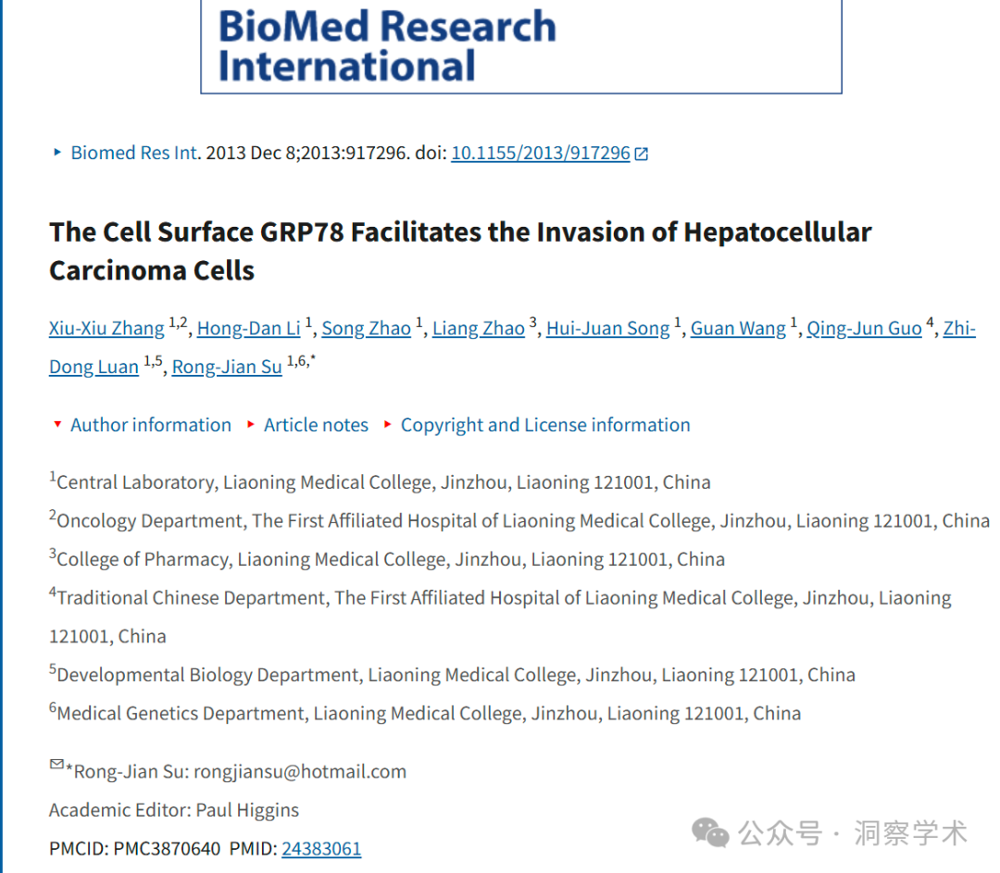 BioMed Research
International
Biomed Res Int. 2013 Dec 8;2013:917296. doi: 10.1155/2013/917296
The Cell Surface GRP78 Facilitates the Invasion of Hepatocellular
Carcinoma Cells
Xiu-Xiu Zhang 1,2, Hong-Dan Li 1, Song Zhao 1, Liang Zhao 3, Hui-Juan Song 1, Guan Wang 1, Qing-Jun Guo 4, Zhi-
Dong Luan 1,5, Rong-Jian Su 1,6,*
Author information Article notes Copyright and License information
1Central Laboratory, Liaoning Medical College, Jinzhou, Liaoning 121001, China
2Oncology Department, The First Affiliated Hospital of Liaoning Medical College, Jinzhou, Liaoning 121001, China
3College of Pharmacy, Liaoning Medical College, Jinzhou, Liaoning 121001, China
4Traditional Chinese Department, The First Affiliated Hospital of Liaoning Medical College, Jinzhou, Liaoning
121001, China
5Developmental Biology Department, Liaoning Medical College, Jinzhou, Liaoning 121001, China
6Medical Genetics Department, Liaoning Medical College, Jinzhou, Liaoning 121001, China
*Rong-Jian Su: rongjiansu@hotmail.com
Academic Editor: Paul Higgins
PMCID: PMC3870640 PMID: 24383061
公众号 · 洞察学术